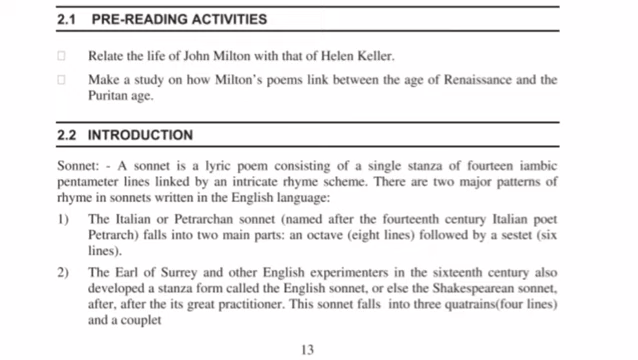 2.1 PRE-READING ACTIVITIES
Relate the life of John Milton with that of Helen Keller.
Make a study on how Milton's poems link between the age of Renaissance and the
Puritan age.
2.2 INTRODUCTION
Sonnet: - A sonnet is a lyric poem consisting of a single stanza of fourteen iambic
pentameter lines linked by an intricate rhyme scheme. There are two major patterns of
rhyme in sonnets written in the English language:
1) The Italian or Petrarchan sonnet (named after the fourteenth century Italian poet
Petrarch) falls into two main parts: an octave (eight lines) followed by a sestet (six
lines).
2) The Earl of Surrey and other English experimenters in the sixteenth century also
developed a stanza form called the English sonnet, or else the Shakespearean sonnet,
after, after the its great practitioner. This sonnet falls into three quatrains(four lines)
and a couplet
13